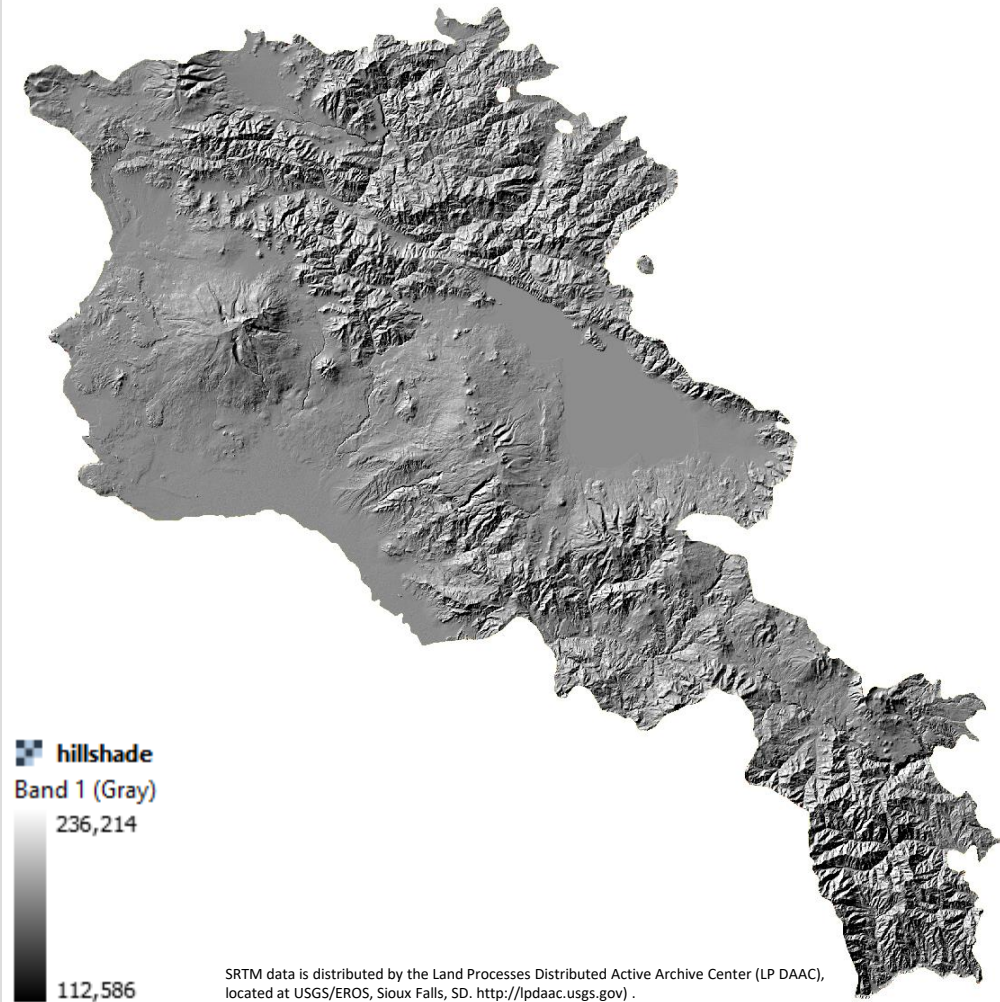 hillshade
Band 1 (Gray)
236,214
112,586
SRTM data is distributed by the Land Processes Distributed Active Archive Center (LP DAAC),
located at USGS/EROS, Sioux Falls, SD. http://lpdaac.usgs.gov) .